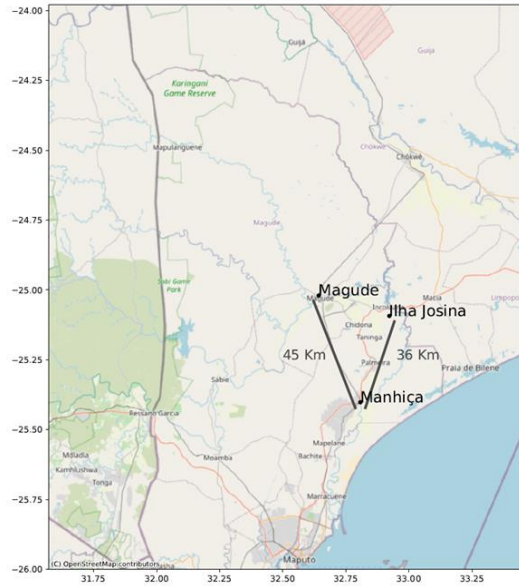 −24.00
Guijá
Guijá
−24.25
Karingani
Game Reserve
−24.50
Mapulanguene
Chókwè
Chókwè
−24.75
Magude
Sabi Game
Park
−25.00
Magude
Magude
Macia
Limpopo
Ilha Josina
Chidona
Taninga
−25.25
45 Km
36 Km
Palmeira
Praia de Bilene
Sabie
Manhiça
−25.50
Ressano Garcia
Mapelane
Bachite
Moamba
Middladla
Kamhlushwa
−25.75
Tonga
Marracuene
Maputo
−26.00
(C) OpenStreetMap contributors
31.75
32.00
32.25
32.50
32.75
33.00
33.25